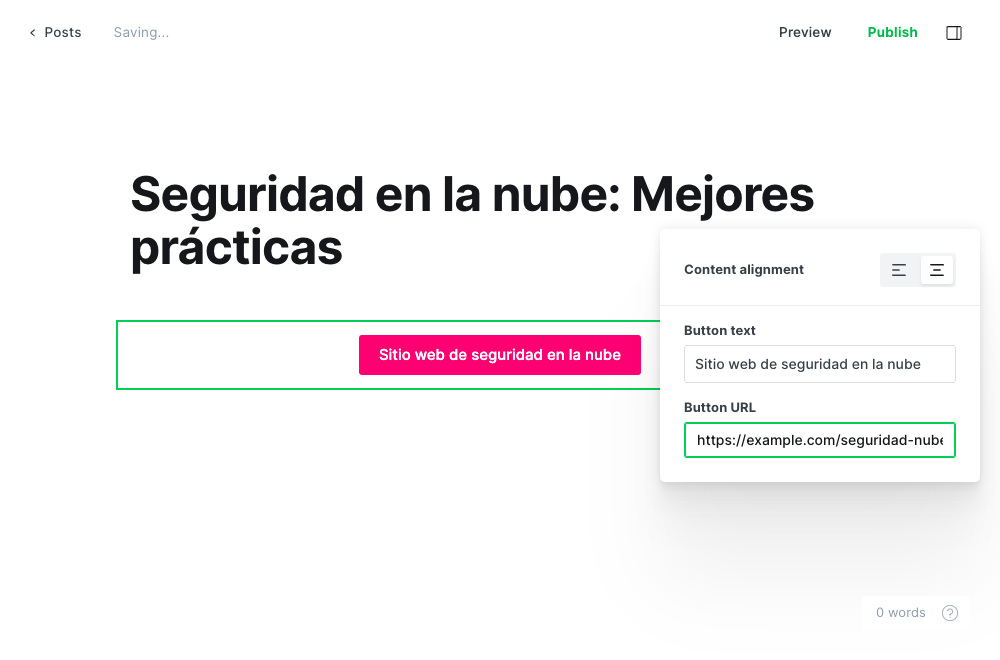 Posts
Saving...
Preview
Publish
Seguridad en la nube: Mejores
prácticas
Content alignment
Sitio web de seguridad en la nube
Button text
Sitio web de seguridad en la nube
Button URL
https://example.com/seguridad-nube
0 words